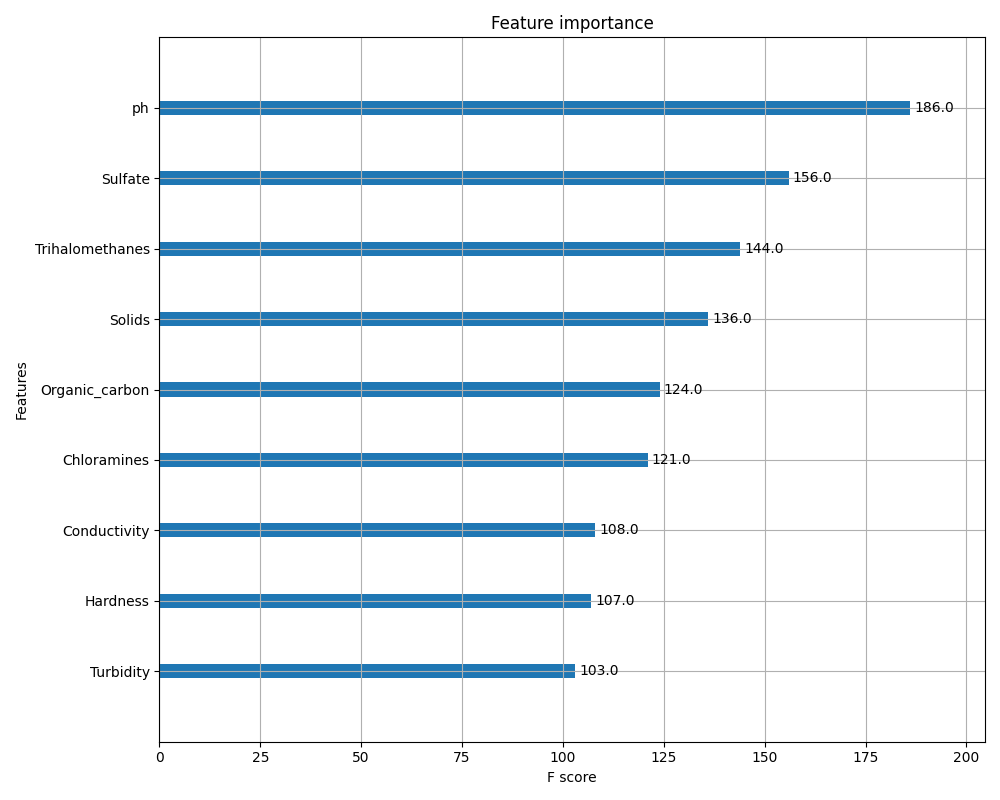 Feature importance
ph
186.0
Sulfate
156.0
Trihalomethanes
144.0
Solids
136.0
Organic_carbon
124.0
Chloramines
121.0
Conductivity
108.0
Hardness
107.0
Turbidity
103.0
Features
0 25 50 75 100 125 150 175 200
F score